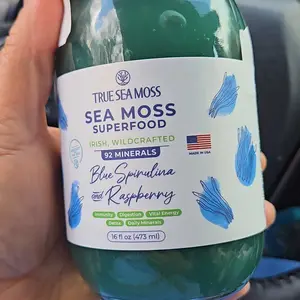 TRUE SEA MOSS
SEA MOSS
SUPERFOOD
IRISH, WILDCRAFTED
92 MINERALS
MADE IN USA
Blue Spirulina
and Raspberry
Immunity Digestion Vital Energy
Detox Daily Minerals
16 fl oz (473 ml)